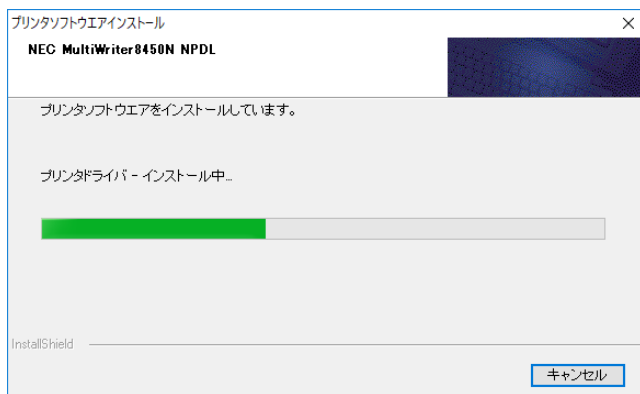 プリンタソフトウエアインストール
NEC MultiWriter8450N NPDL
プリンタソフトウエアをインストールしています。
プリンタドライバ - インストール中...
InstallShield
キャンセル